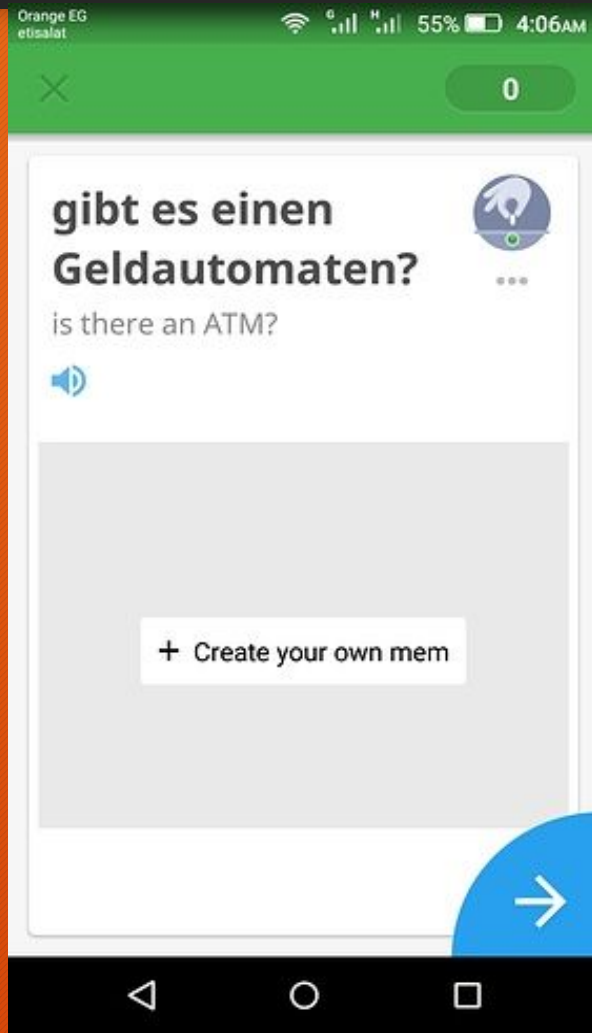 Orange EG
etisalat
G H 55% 4:06AM
0
gibt es einen
Geldautomaten?
is there an ATM?
+ Create your own mem